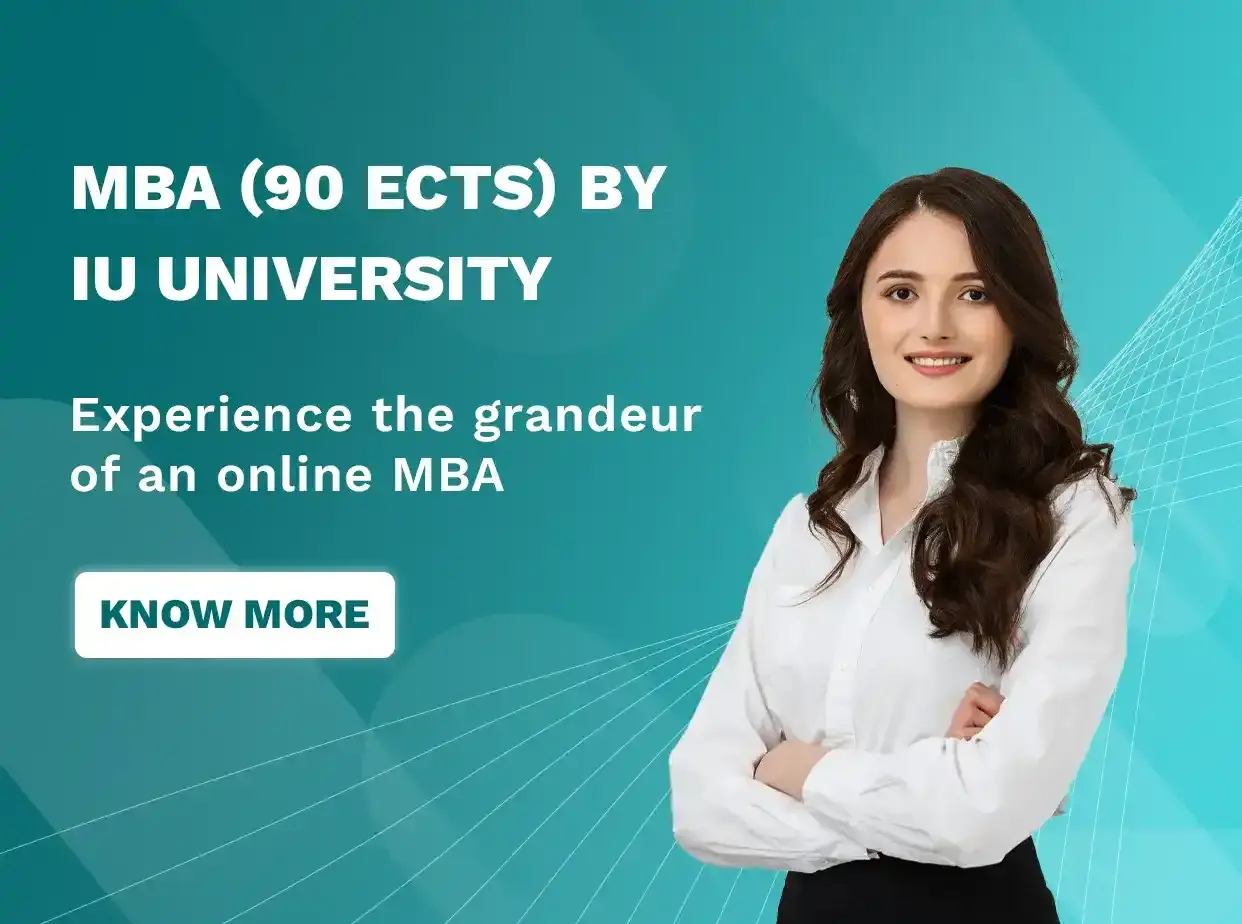 MBA (90 ECTS) BY
IU UNIVERSITY
Experience the grandeur
of an online MBA
KNOW MORE